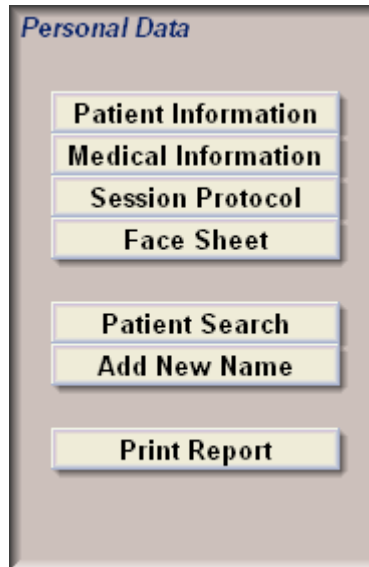 Personal Data
Patient Information
Medical Information
Session Protocol
Face Sheet
Patient Search
Add New Name
Print Report